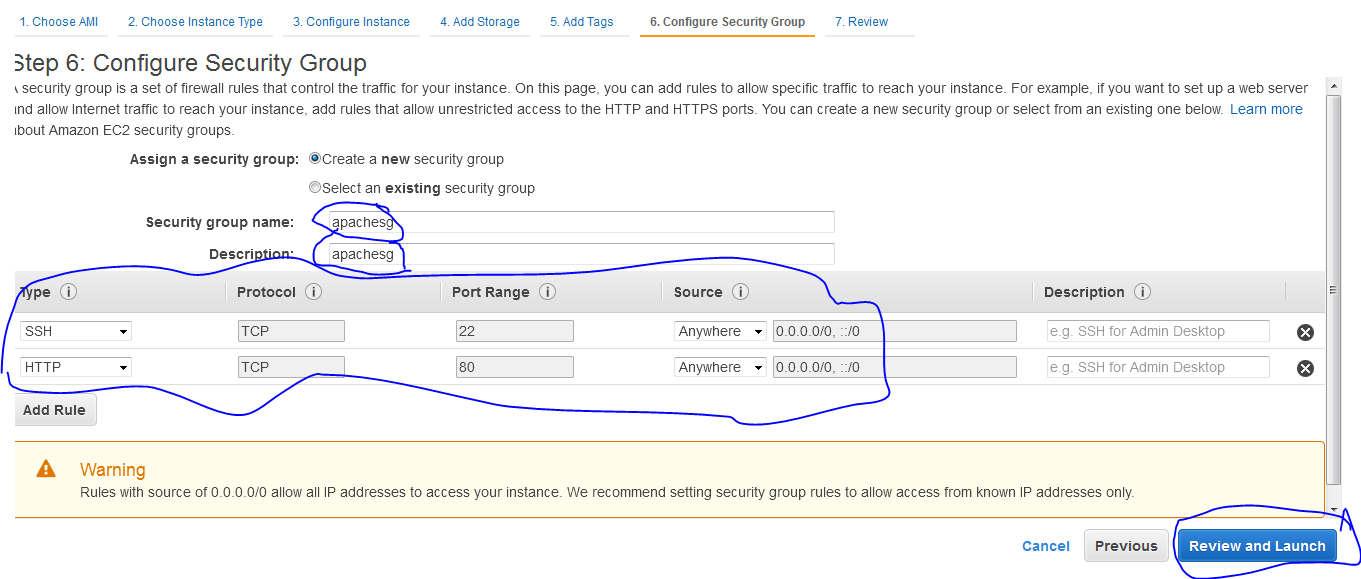 1. Choose AMI 2. Choose Instance Type 3. Configure Instance 4. Add Storage 5. Add Tags 6. Configure Security Group 7. Review
Step 6: Configure Security Group
A security group is a set of firewall rules that control the traffic for your instance. On this page, you can add rules to allow specific traffic to reach your instance. For example, if you want to set up a web server
and allow Internet traffic to reach your instance, add rules that allow unrestricted access to the HTTP and HTTPS ports. You can create a new security group or select from an existing one below. Learn more
about Amazon EC2 security groups.
Assign a security group: Create a new security group
Select an existing security group
Security group name: apachesg
Description: apachesg
Type i Protocol i Port Range i Source i Description i
SSH TCP 22 Anywhere 0.0.0.0/0, ::/0 e.g. SSH for Admin Desktop
HTTP TCP 80 Anywhere 0.0.0.0/0, ::/0 e.g. SSH for Admin Desktop
Add Rule
Warning
Rules with source of 0.0.0.0/0 allow all IP addresses to access your instance. We recommend setting security group rules to allow access from known IP addresses only.
Cancel Previous Review and Launch